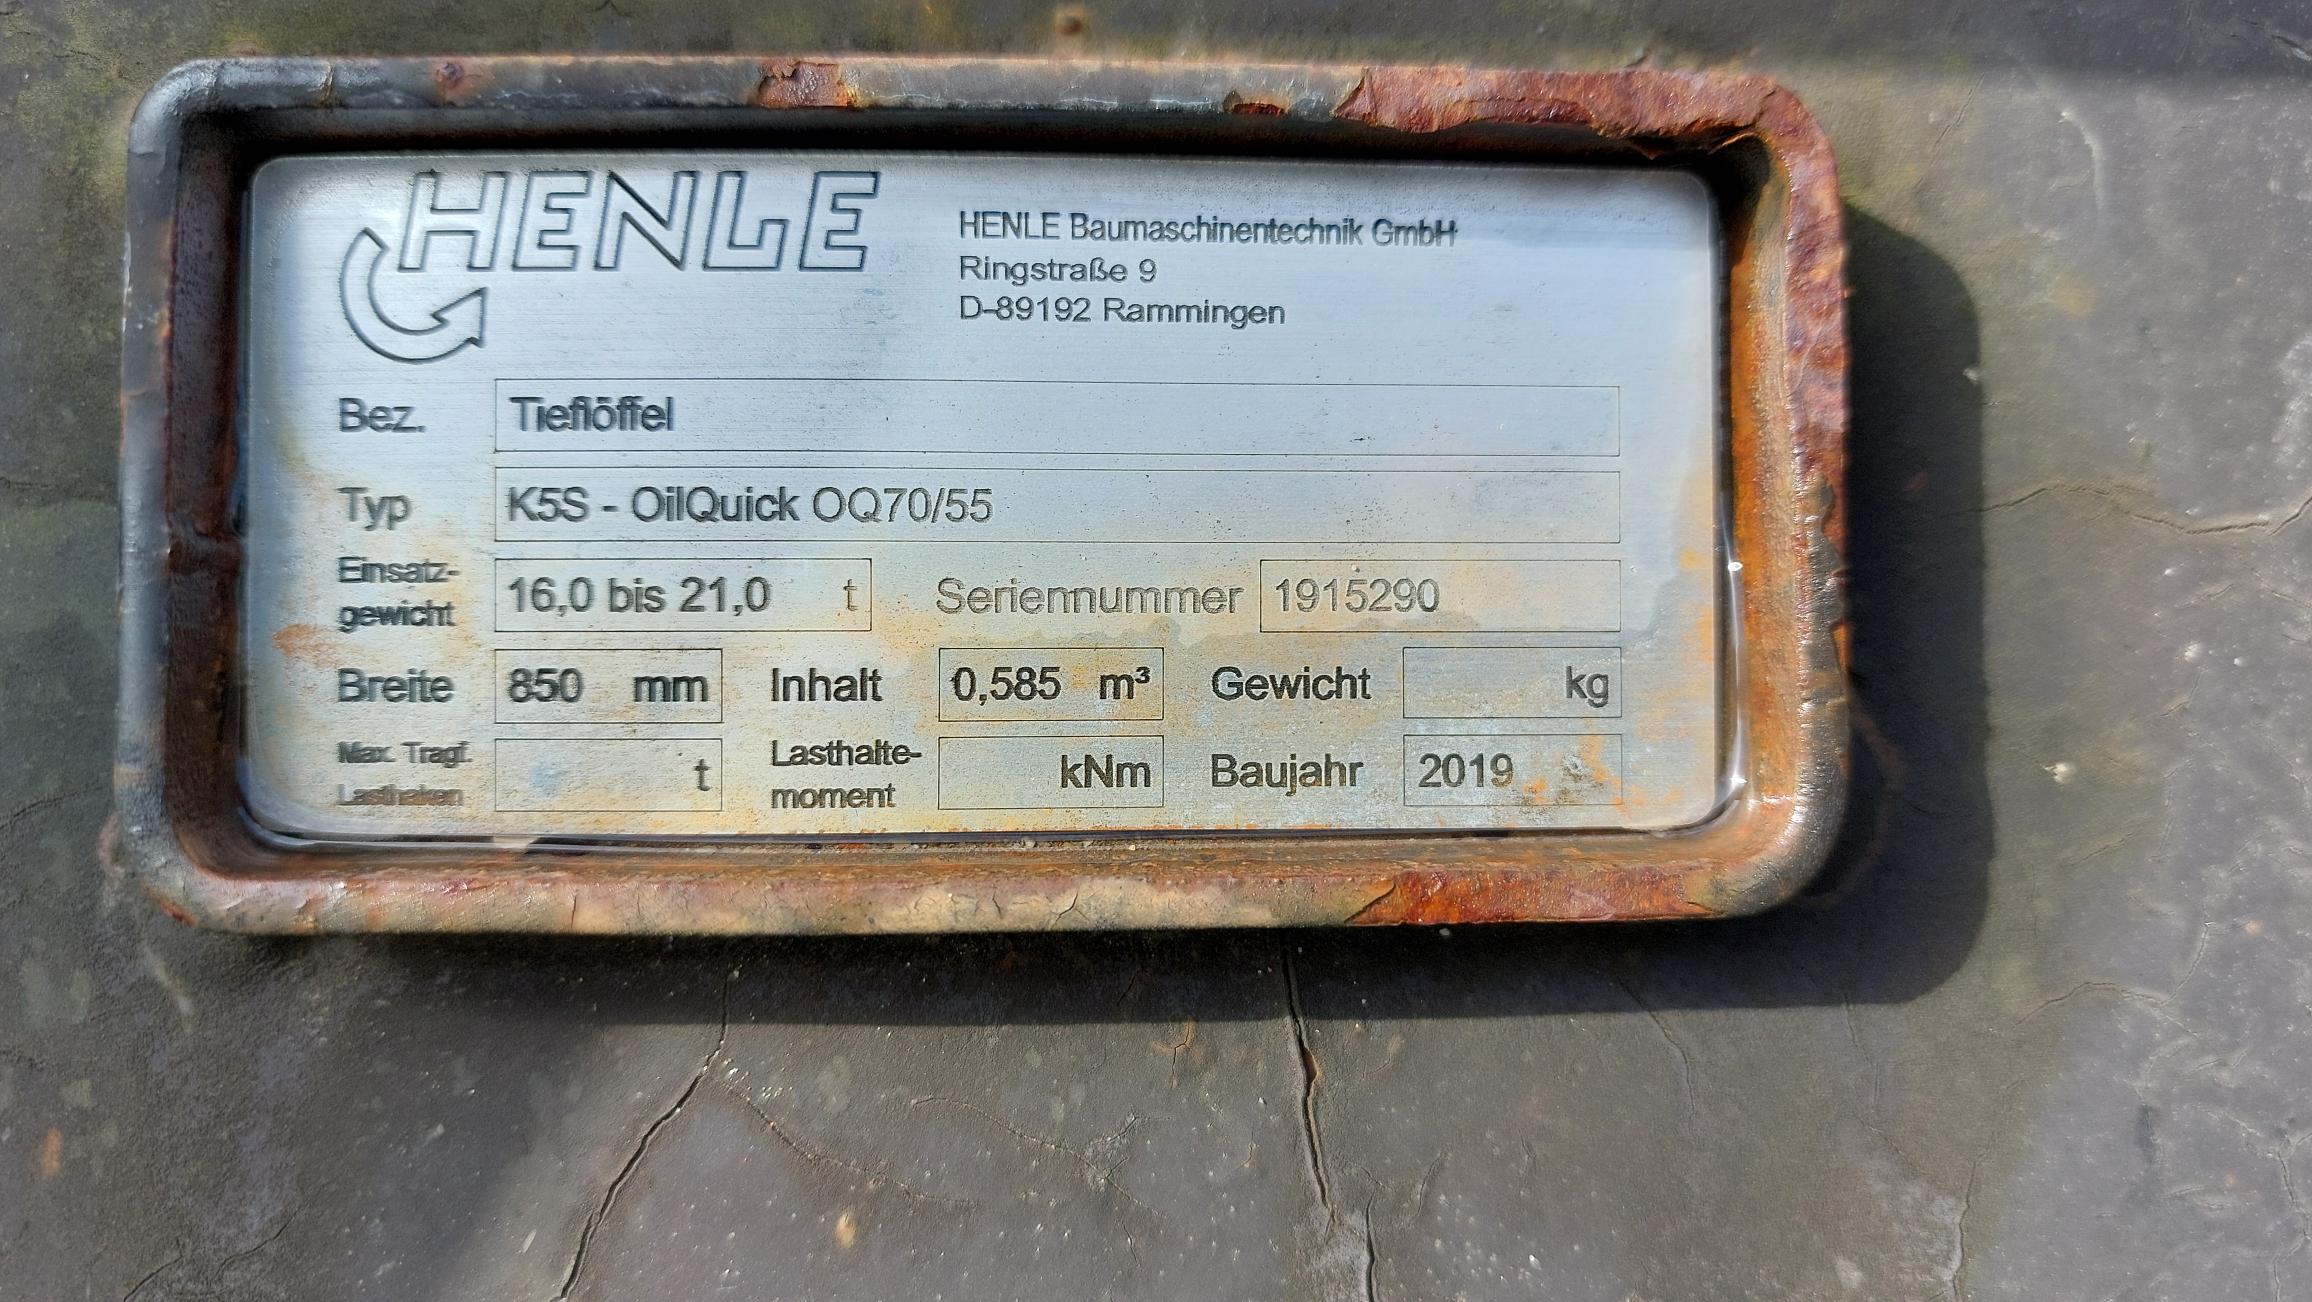 HENLE
HENLE Baumaschinentechnik GmbH
Ringstraße 9
D-89192 Rammingen
Bez. Tieflöffel
Typ K5S - OilQuick OQ70/55
Einsatz-
gewicht 16,0 bis 21,0 t Seriennummer 1915290
Breite 850 mm Inhalt 0,585 m³ Gewicht kg
Max. Tragf.
Lasthaken t
Lasthalte-
moment kNm Baujahr 2019